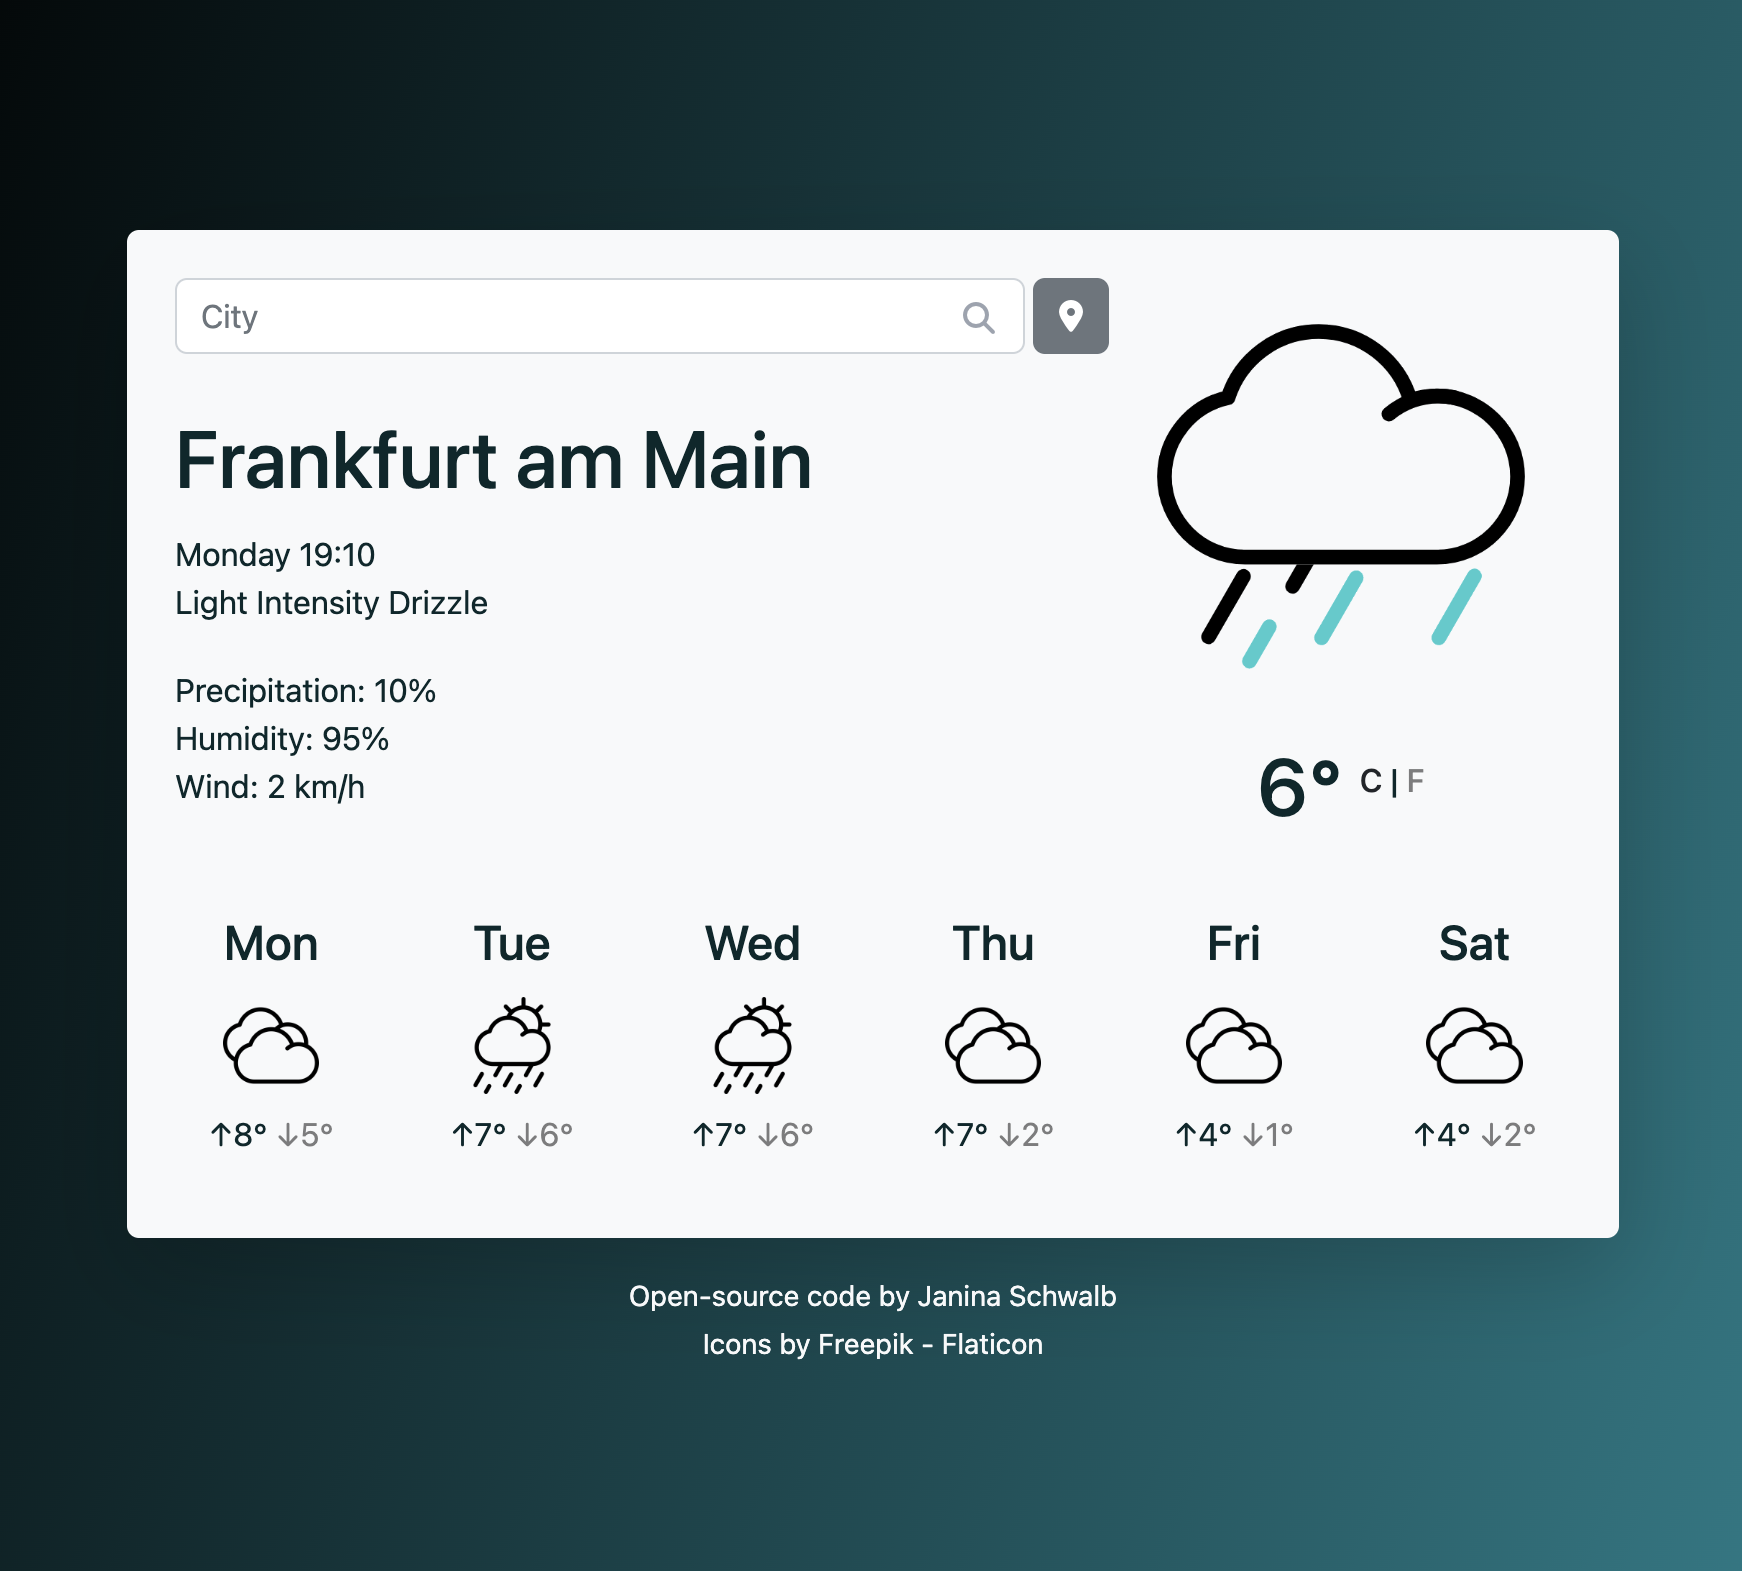 City
Frankfurt am Main
Monday 19:10
Light Intensity Drizzle
Precipitation: 10%
Humidity: 95%
Wind: 2 km/h
6° C | F
Mon Tue Wed Thu Fri Sat
↑8° ↓5° ↑7° ↓6° ↑7° ↓6° ↑7° ↓2° ↑4° ↓1° ↑4° ↓2°
Open-source code by Janina Schwalb
Icons by Freepik - Flaticon